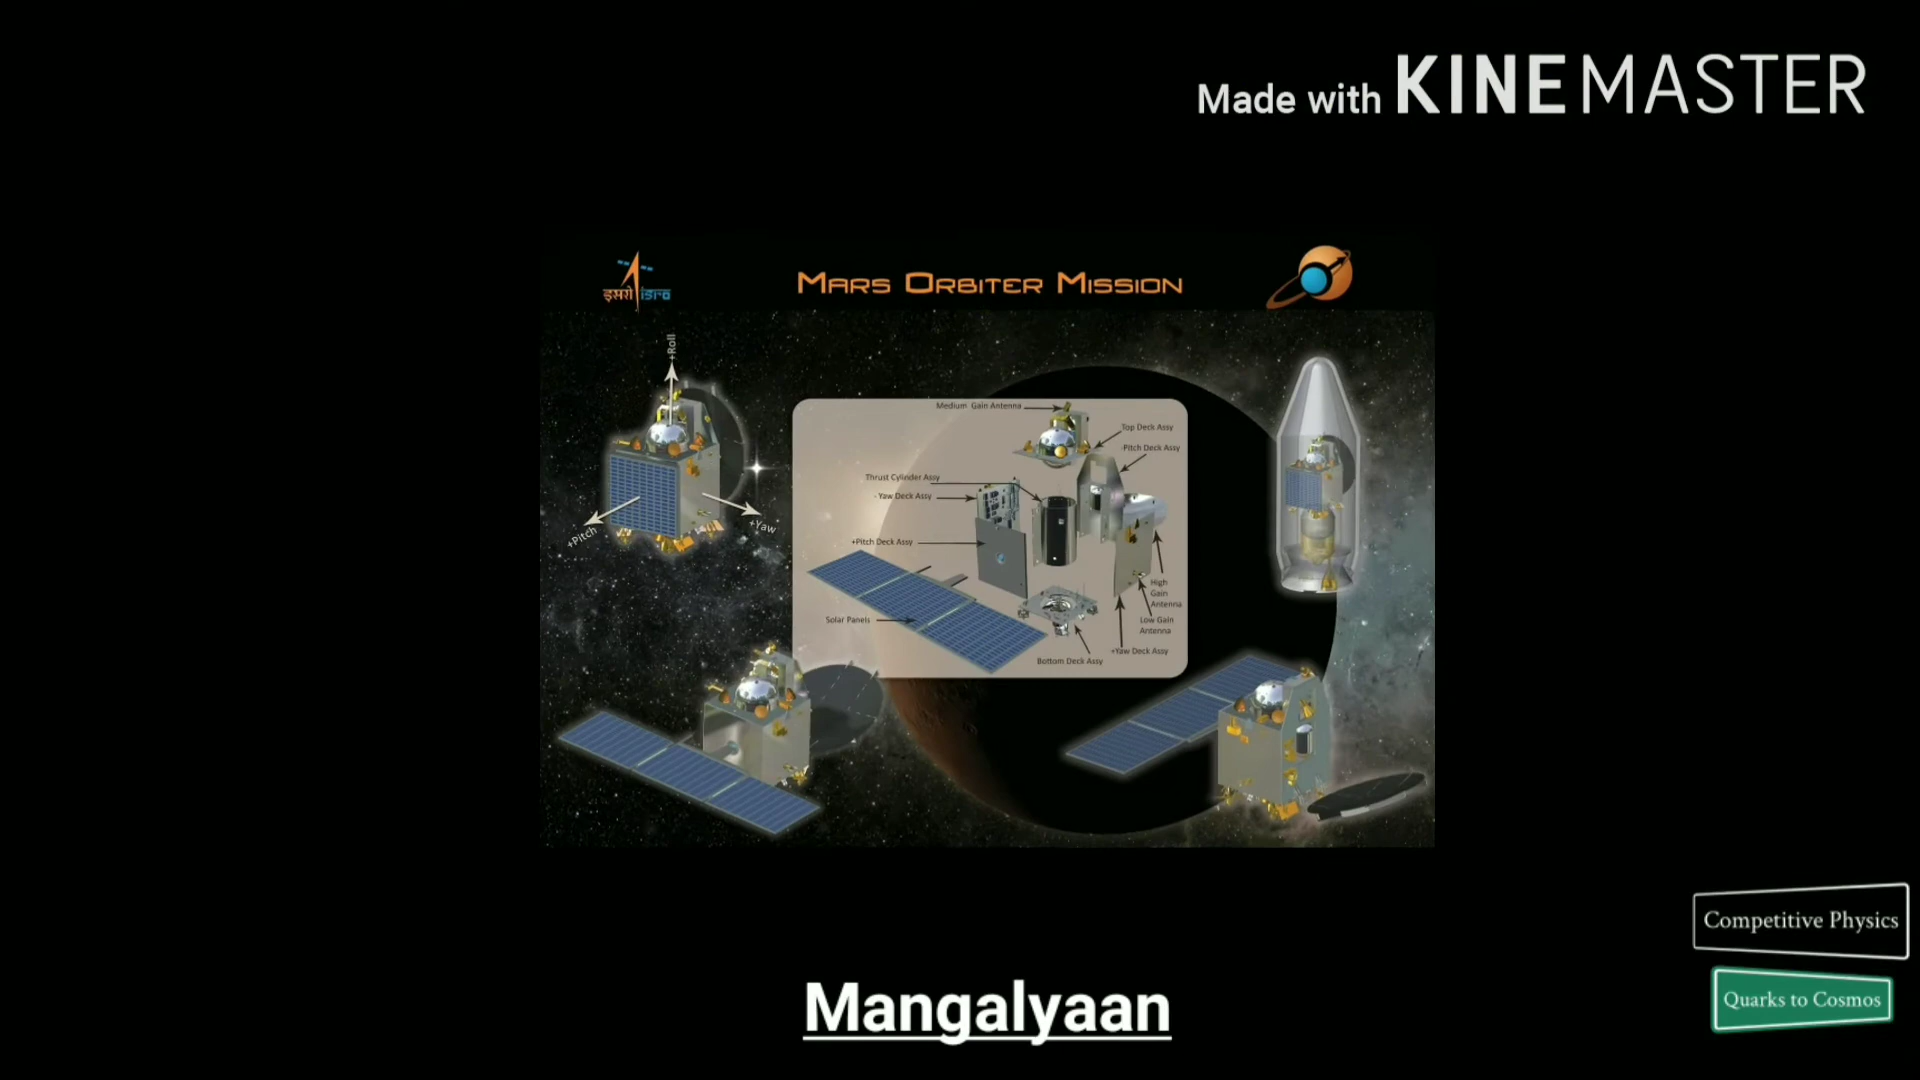 Made with KINEMASTER
इसरो isro
MARS ORBITER MISSION
+Roll
+Pitch
+Yaw
Medium Gain Antenna
Top Deck Assy
-Pitch Deck Assy
Thrust Cylinder Assy
- Yaw Deck Assy
+Pitch Deck Assy
High
Gain
Antenna
Solar Panels
Low Gain
Antenna
+Yaw Deck Assy
Bottom Deck Assy
Competitive Physics
Quarks to Cosmos
Mangalyaan